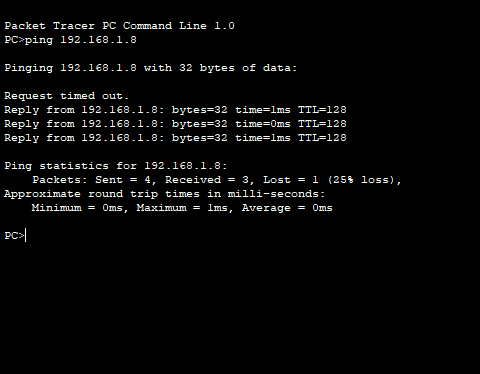 Packet Tracer PC Command Line 1.0
PC>ping 192.168.1.8
Pinging 192.168.1.8 with 32 bytes of data:
Request timed out.
Reply from 192.168.1.8: bytes=32 time=1ms TTL=128
Reply from 192.168.1.8: bytes=32 time=0ms TTL=128
Reply from 192.168.1.8: bytes=32 time=1ms TTL=128
Ping statistics for 192.168.1.8:
Packets: Sent = 4, Received = 3, Lost = 1 (25% loss),
Approximate round trip times in milli-seconds:
Minimum = 0ms, Maximum = 1ms, Average = 0ms
PC>